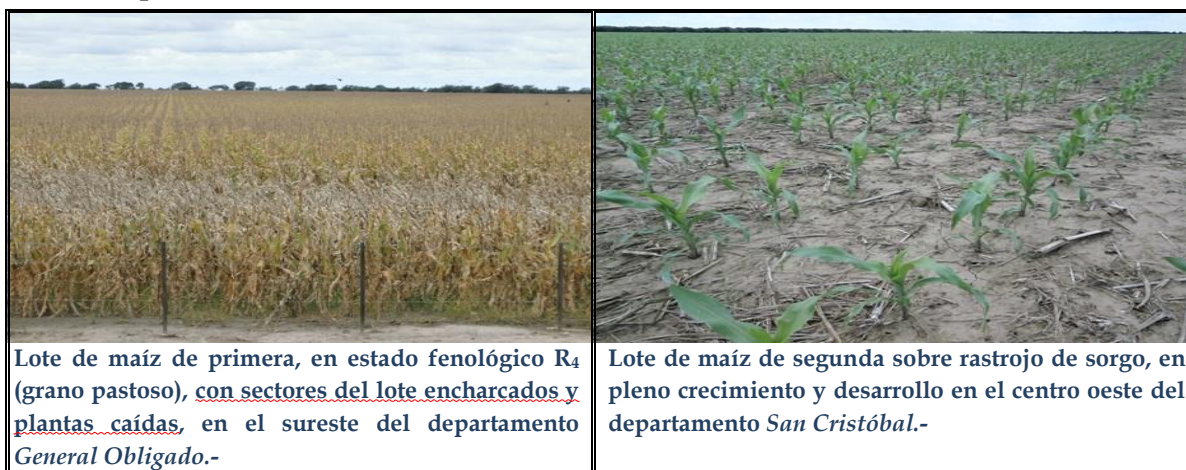 Lote de maíz de primera, en estado fenológico R4
(grano pastoso), con sectores del lote encharcados y
plantas caídas, en el sureste del departamento
General Obligado.-
Lote de maíz de segunda sobre rastrojo de sorgo, en
pleno crecimiento y desarrollo en el centro oeste del
departamento San Cristóbal.-